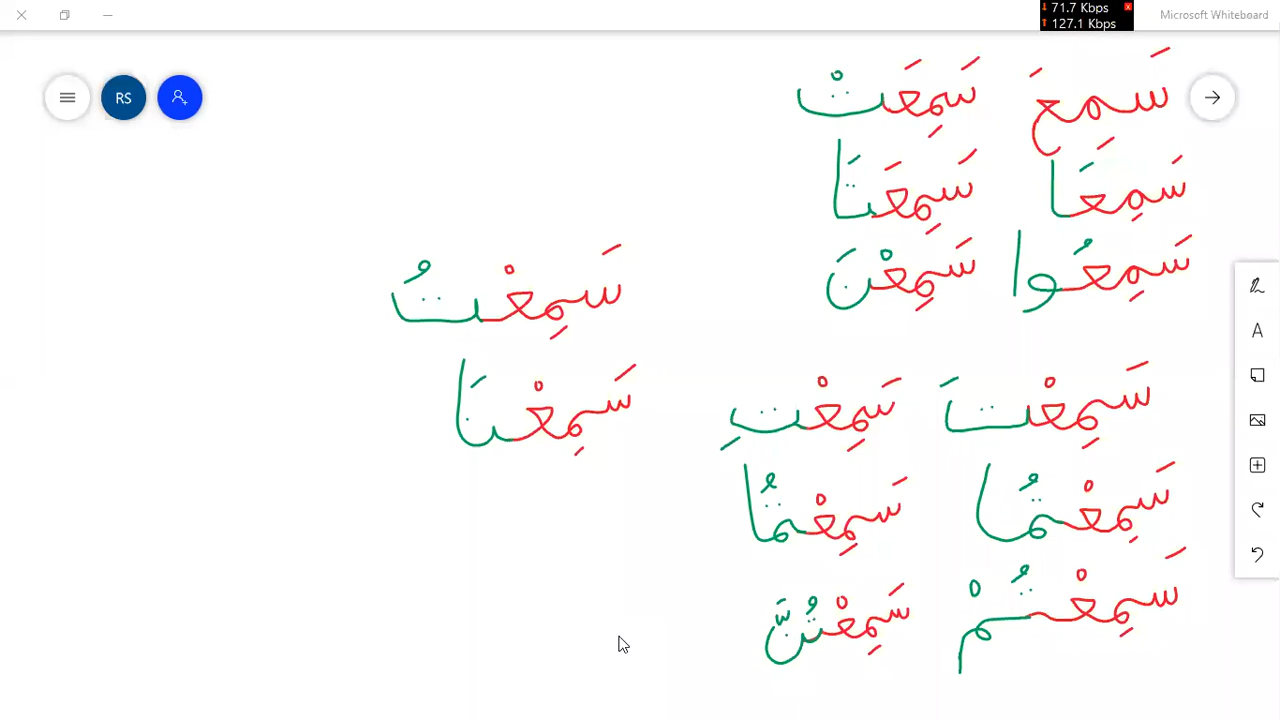 71.7 Kbps
127.1 Kbps
Microsoft Whiteboard
RS
سَمِعَ سَمِعَتْ
سَمِعَا سَمِعَتَا
سَمِعُوا سَمِعْنَ
سَمِعْتُ
سَمِعْتَ سَمِعْتِ
سَمِعْنَا
سَمِعْتُمَا سَمِعْتُمَا
سَمِعْتُمْ سَمِعْتُنَّ
A